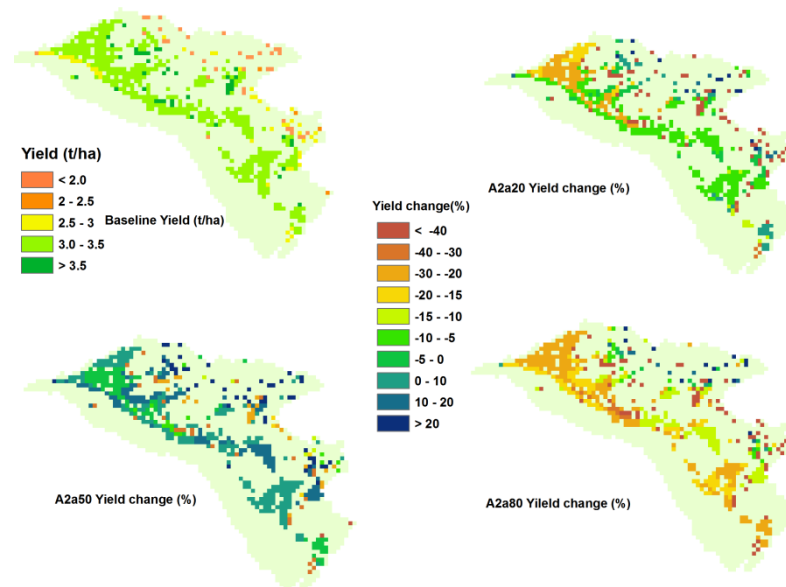 Yield (t/ha)
< 2.0
2 - 2.5
2.5 - 3
3.0 - 3.5
> 3.5
Baseline Yield (t/ha)
A2a20 Yield change (%)
Yield change(%)
< -40
-40 - -30
-30 - -20
-20 - -15
-15 - -10
-10 - -5
-5 - 0
0 - 10
10 - 20
> 20
A2a50 Yield change (%)
A2a80 Yileld change (%)